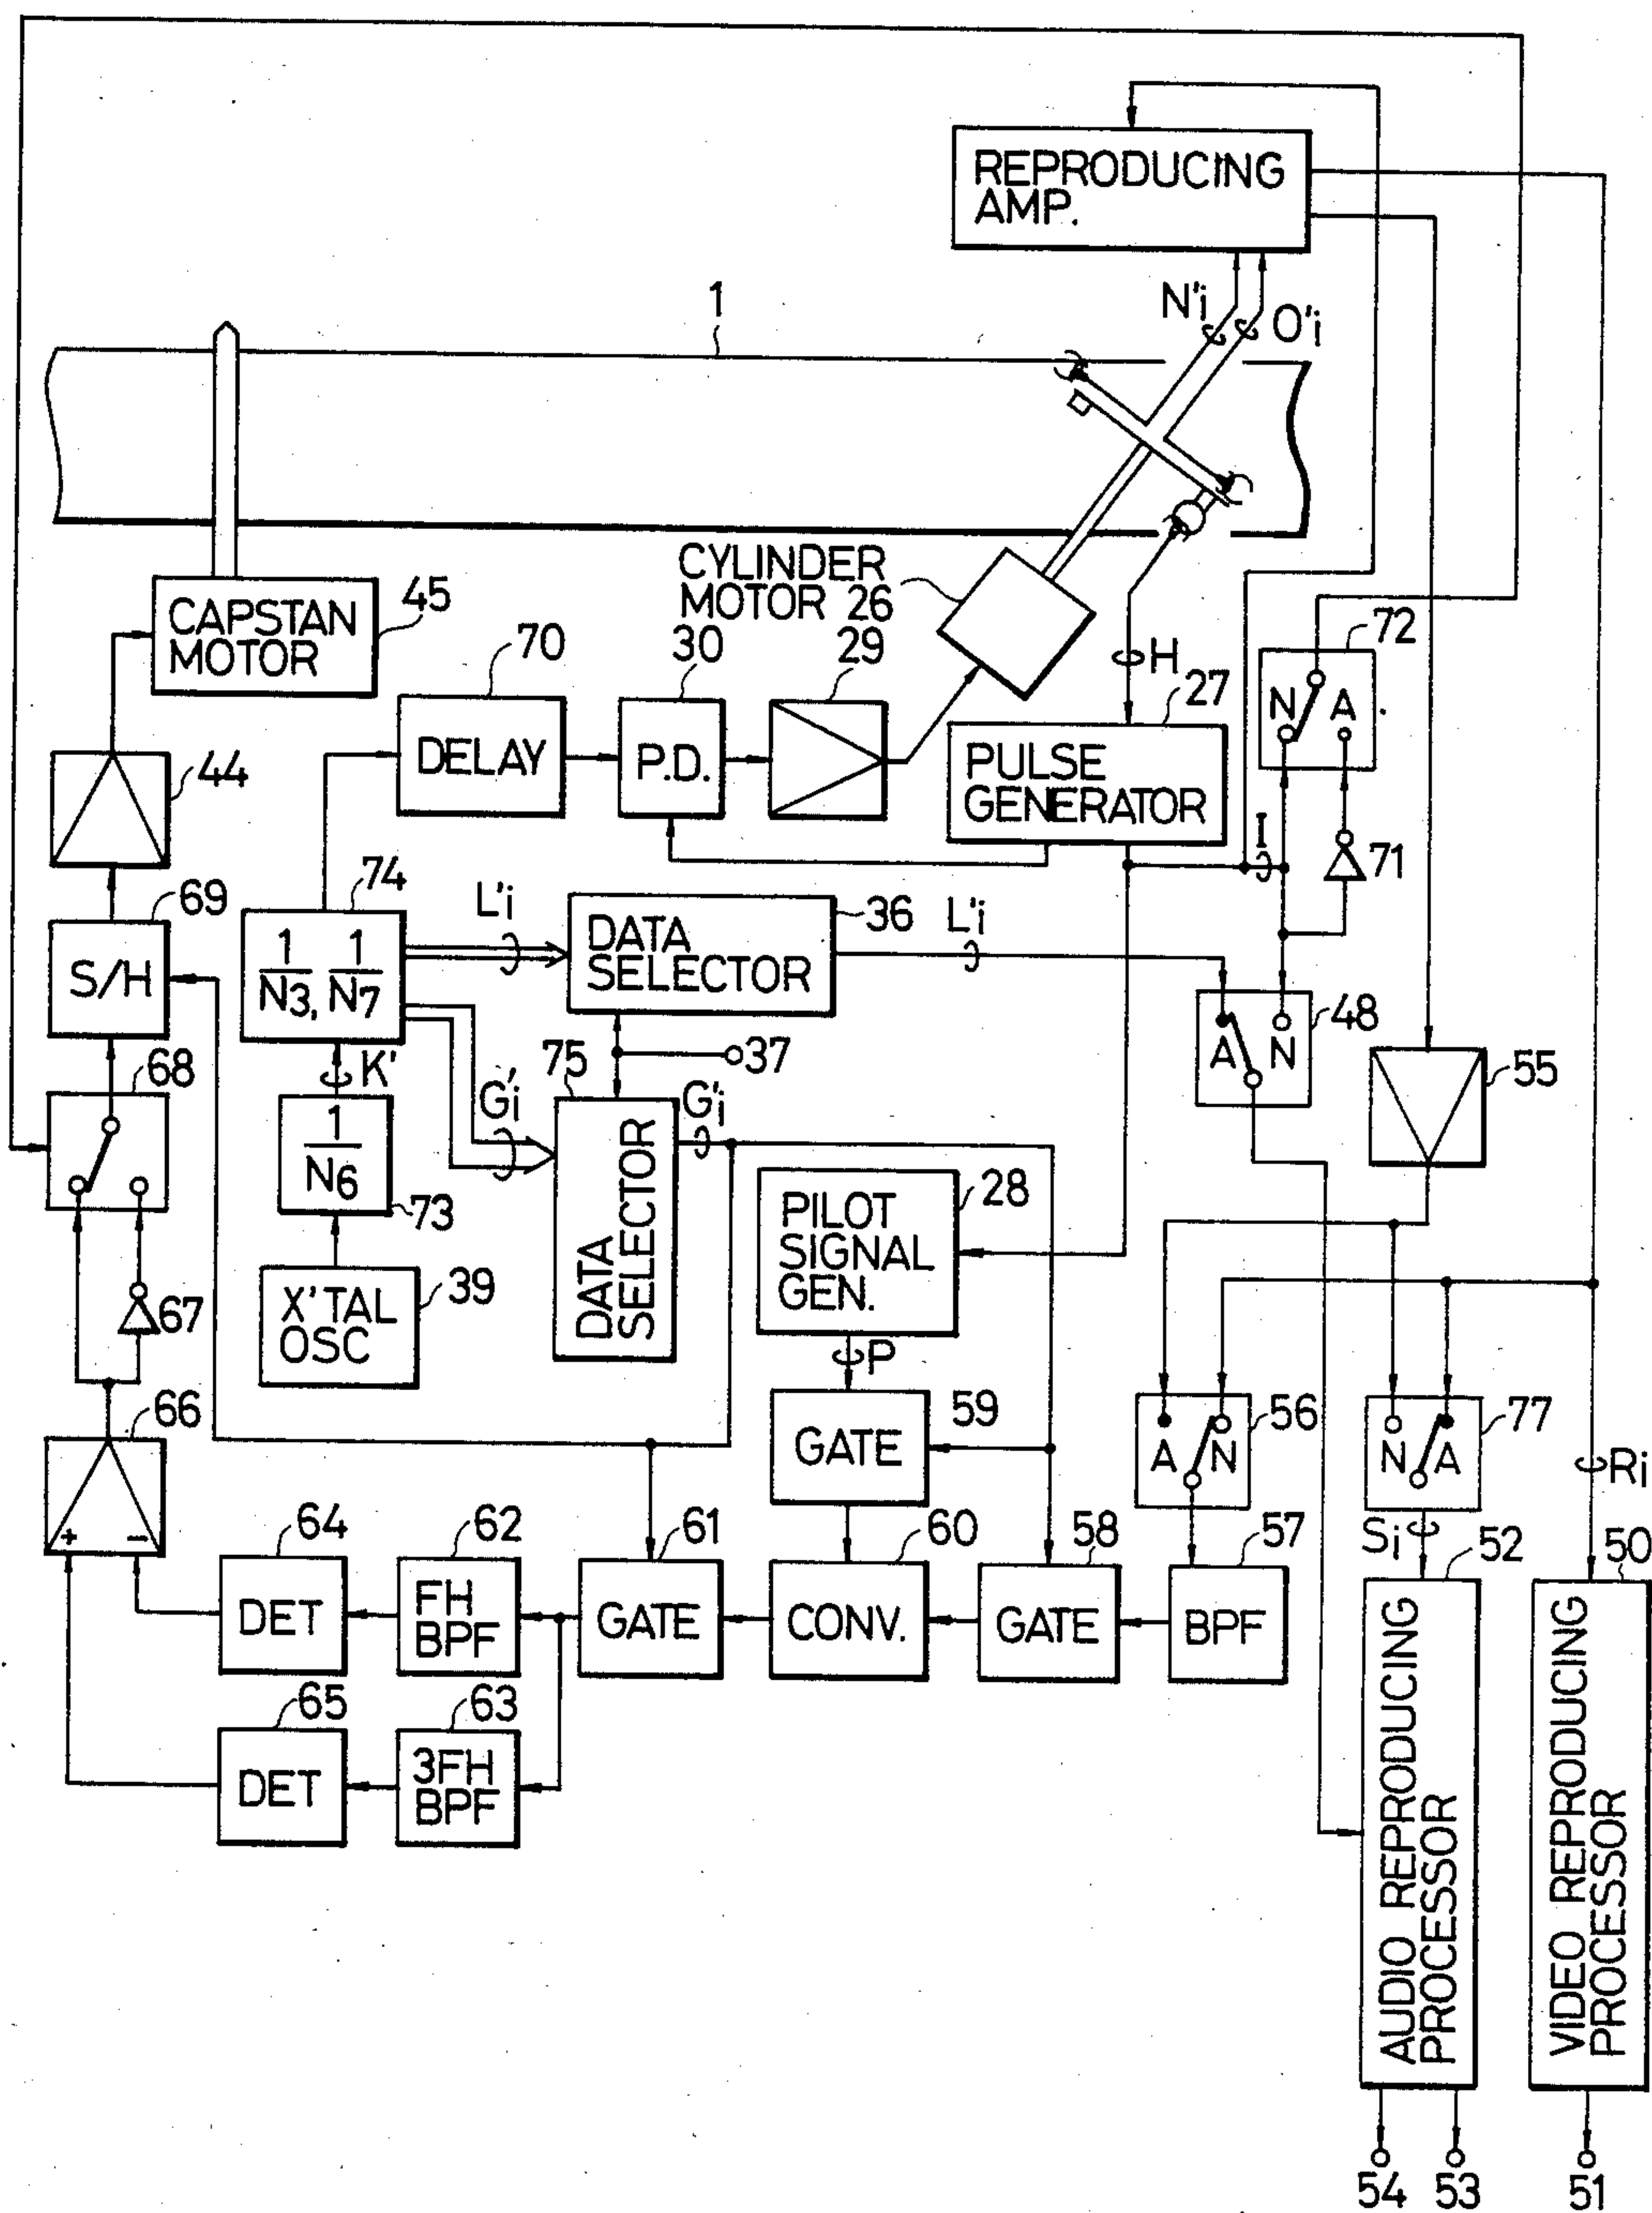 REPRODUCING
AMP.
N'i
O'i
1
CYLINDER
MOTOR 26
CAPSTAN
MOTOR
45
70
30
29
H
27
72
N A
DELAY
P.D.
PULSE
GENERATOR
44
I
71
74
L'i
36
L'i
69
1/N3, 1/N7
DATA
SELECTOR
S/H
48
A N
37
75
K'
68
G'i
G'i
55
1/N6
73
DATA
SELECTOR
28
PILOT
SIGNAL
GEN.
X'TAL
OSC
39
67
P
66
59
GATE
56
A N
77
N A
Ri
+ −
64
62
61
60
58
57
Si
52
50
DET
FH
BPF
GATE
CONV.
GATE
BPF
65
63
DET
3FH
BPF
AUDIO REPRODUCING
PROCESSOR
VIDEO REPRODUCING
PROCESSOR
54
53
51